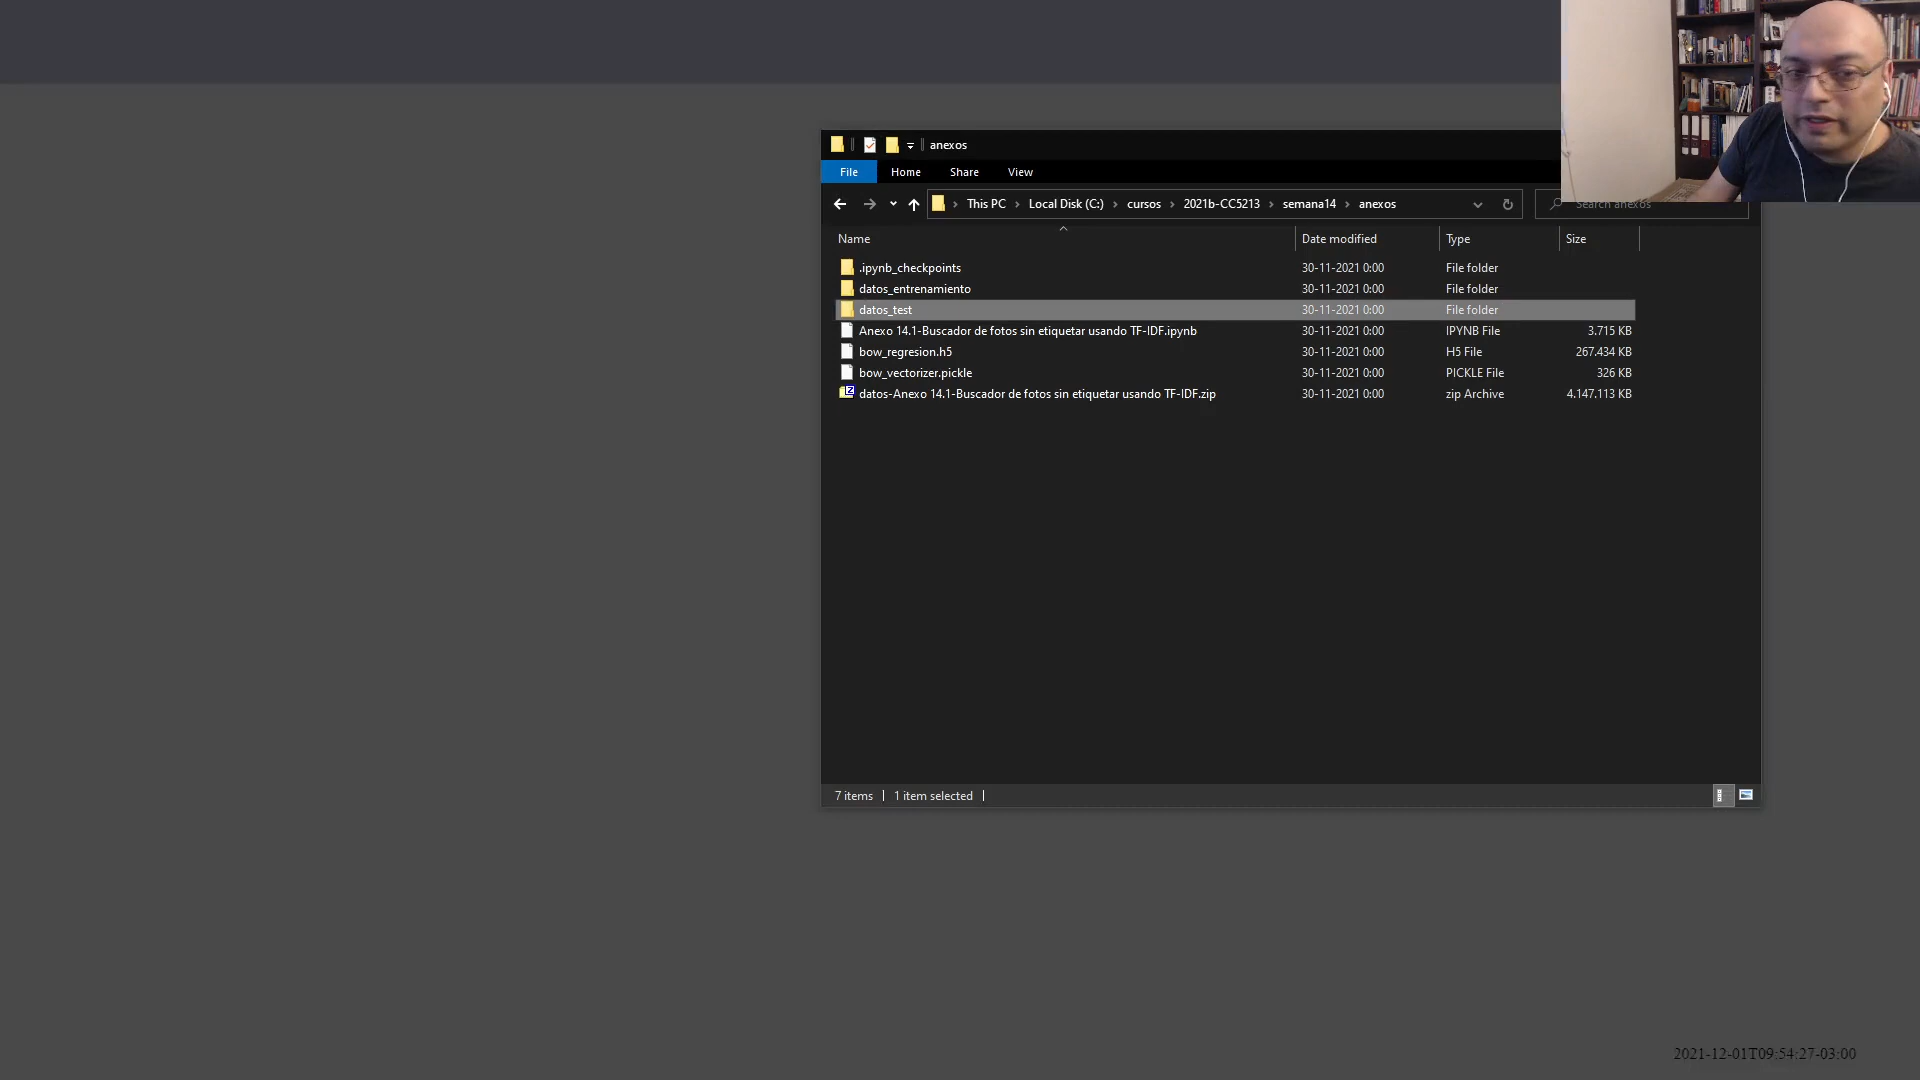 anexos
File Home Share View
This PC Local Disk (C:) cursos 2021b-CC5213 semana14 anexos Search anexos
Name Date modified Type Size
.ipynb_checkpoints 30-11-2021 0:00 File folder
datos_entrenamiento 30-11-2021 0:00 File folder
datos_test 30-11-2021 0:00 File folder
Anexo 14.1-Buscador de fotos sin etiquetar usando TF-IDF.ipynb 30-11-2021 0:00 IPYNB File 3.715 KB
bow_regresion.h5 30-11-2021 0:00 H5 File 267.434 KB
bow_vectorizer.pickle 30-11-2021 0:00 PICKLE File 326 KB
datos-Anexo 14.1-Buscador de fotos sin etiquetar usando TF-IDF.zip 30-11-2021 0:00 zip Archive 4.147.113 KB
7 items 1 item selected
2021-12-01T09:54:27-03:00